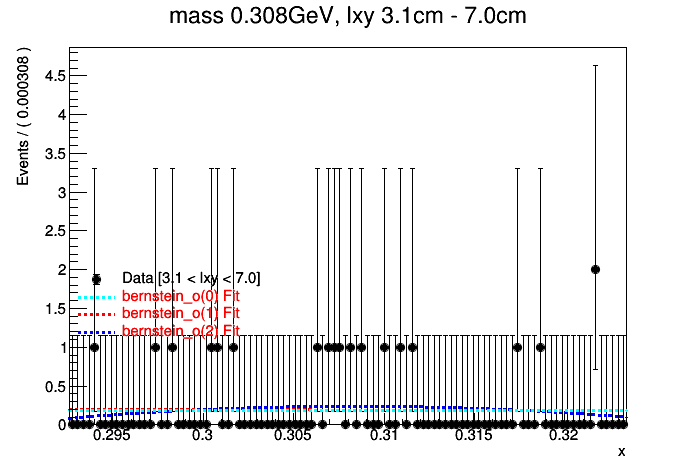 mass 0.308GeV, lxy 3.1cm - 7.0cm
Events / ( 0.000308 )
4.5
4
3.5
3
2.5
2
1.5
1
0.5
0
Data [3.1 < lxy < 7.0]
bernstein_o(0) Fit
bernstein_o(1) Fit
bernstein_o(2) Fit
0.295 0.3 0.305 0.31 0.315 0.32
x